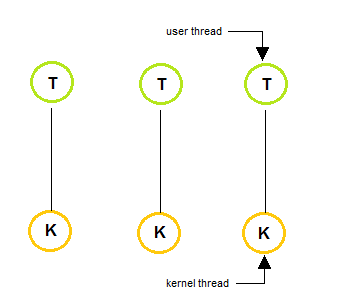 user thread
T T T
K K K
kernel thread